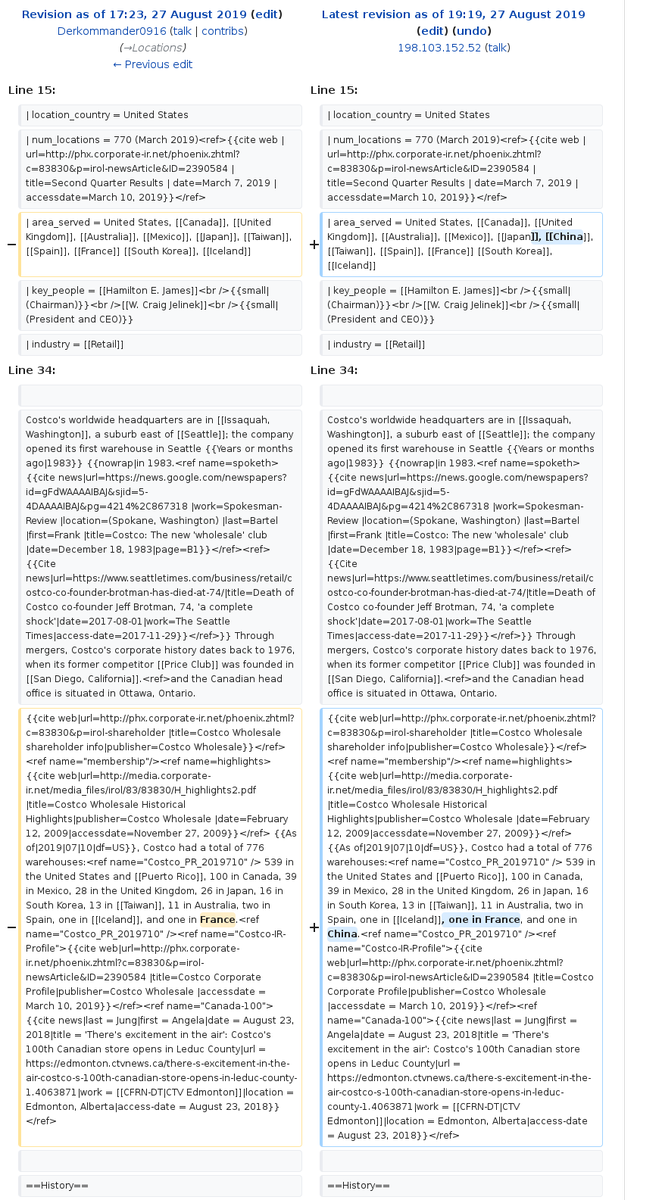 Revision as of 17:23, 27 August 2019 (edit)
Derkommander0916 (talk | contribs)
(→Locations)
← Previous edit
Latest revision as of 19:19, 27 August 2019
(edit) (undo)
198.103.152.52 (talk)
Line 15:
Line 15:
| location_country = United States
| location_country = United States
| num_locations = 770 (March 2019)<ref>{{cite web |
url=http://phx.corporate-ir.net/phoenix.zhtml?
c=83830&p=irol-newsArticle&ID=2390584 |
title=Second Quarter Results | date=March 7, 2019 |
accessdate=March 10, 2019}}</ref>
| num_locations = 770 (March 2019)<ref>{{cite web |
url=http://phx.corporate-ir.net/phoenix.zhtml?
c=83830&p=irol-newsArticle&ID=2390584 |
title=Second Quarter Results | date=March 7, 2019 |
accessdate=March 10, 2019}}</ref>
−
| area_served = United States, [[Canada]], [[United
Kingdom]], [[Australia]], [[Mexico]], [[Japan]], [[Taiwan]],
[[Spain]], [[France]] [[South Korea]], [[Iceland]]
+
| area_served = United States, [[Canada]], [[United
Kingdom]], [[Australia]], [[Mexico]], [[Japan]], [[China]],
[[Taiwan]], [[Spain]], [[France]] [[South Korea]],
[[Iceland]]
| key_people = [[Hamilton E. James]]<br />{{small|
(Chairman)}}<br />[[W. Craig Jelinek]]<br />{{small|
(President and CEO)}}
| key_people = [[Hamilton E. James]]<br />{{small|
(Chairman)}}<br />[[W. Craig Jelinek]]<br />{{small|
(President and CEO)}}
| industry = [[Retail]]
| industry = [[Retail]]
Line 34:
Line 34:
Costco's worldwide headquarters are in [[Issaquah,
Washington]], a suburb east of [[Seattle]]; the company
opened its first warehouse in Seattle {{Years or months
ago|1983}} {{nowrap|in 1983.<ref name=spoketh>
{{cite news|url=https://news.google.com/newspapers?
id=gFdWAAAAIBAJ&sjid=5-
4DAAAAIBAJ&pg=4214%2C867318 |work=Spokesman-
Review |location=(Spokane, Washington) |last=Bartel
|first=Frank |title=Costco: The new 'wholesale' club
|date=December 18, 1983|page=B1}}</ref><ref>
{{Cite
news|url=https://www.seattletimes.com/business/retail/c
ostco-co-founder-brotman-has-died-at-74/|title=Death of
Costco co-founder Jeff Brotman, 74, 'a complete
shock'|date=2017-08-01|work=The Seattle
Times|access-date=2017-11-29}}</ref>}} Through
mergers, Costco's corporate history dates back to 1976,
when its former competitor [[Price Club]] was founded in
[[San Diego, California]].<ref>and the Canadian head
office is situated in Ottawa, Ontario.
Costco's worldwide headquarters are in [[Issaquah,
Washington]], a suburb east of [[Seattle]]; the company
opened its first warehouse in Seattle {{Years or months
ago|1983}} {{nowrap|in 1983.<ref name=spoketh>
{{cite news|url=https://news.google.com/newspapers?
id=gFdWAAAAIBAJ&sjid=5-
4DAAAAIBAJ&pg=4214%2C867318 |work=Spokesman-
Review |location=(Spokane, Washington) |last=Bartel
|first=Frank |title=Costco: The new 'wholesale' club
|date=December 18, 1983|page=B1}}</ref><ref>
{{Cite
news|url=https://www.seattletimes.com/business/retail/c
ostco-co-founder-brotman-has-died-at-74/|title=Death of
Costco co-founder Jeff Brotman, 74, 'a complete
shock'|date=2017-08-01|work=The Seattle
Times|access-date=2017-11-29}}</ref>}} Through
mergers, Costco's corporate history dates back to 1976,
when its former competitor [[Price Club]] was founded in
[[San Diego, California]].<ref>and the Canadian head
office is situated in Ottawa, Ontario.
−
{{cite web|url=http://phx.corporate-ir.net/phoenix.zhtml?
c=83830&p=irol-shareholder |title=Costco Wholesale
shareholder info|publisher=Costco Wholesale}}</ref>
<ref name="membership"/><ref name=highlights>
{{cite web|url=http://media.corporate-
ir.net/media_files/irol/83/83830/H_highlights2.pdf
|title=Costco Wholesale Historical
Highlights|publisher=Costco Wholesale |date=February
12, 2009|accessdate=November 27, 2009}}</ref> {{As
of|2019|07|10|df=US}}, Costco had a total of 776
warehouses:<ref name="Costco_PR_2019710" /> 539 in
the United States and [[Puerto Rico]], 100 in Canada, 39
in Mexico, 28 in the United Kingdom, 26 in Japan, 16 in
South Korea, 13 in [[Taiwan]], 11 in Australia, two in
Spain, one in [[Iceland]], and one in France.<ref
name="Costco_PR_2019710" /><ref name="Costco-IR-
Profile">{{cite web|url=http://phx.corporate-
ir.net/phoenix.zhtml?c=83830&p=irol-
newsArticle&ID=2390584 |title=Costco Corporate
Profile|publisher=Costco Wholesale |accessdate =
March 10, 2019}}</ref><ref name="Canada-100">
{{cite news|last = Jung|first = Angela|date = August 23,
2018|title = 'There's excitement in the air': Costco's
100th Canadian store opens in Leduc County|url =
https://edmonton.ctvnews.ca/there-s-excitement-in-the-
air-costco-s-100th-canadian-store-opens-in-leduc-county-
1.4063871|work = [[CFRN-DT|CTV Edmonton]]|location =
Edmonton, Alberta|access-date = August 23, 2018}}
</ref>
+
{{cite web|url=http://phx.corporate-ir.net/phoenix.zhtml?
c=83830&p=irol-shareholder |title=Costco Wholesale
shareholder info|publisher=Costco Wholesale}}</ref>
<ref name="membership"/><ref name=highlights>
{{cite web|url=http://media.corporate-
ir.net/media_files/irol/83/83830/H_highlights2.pdf
|title=Costco Wholesale Historical
Highlights|publisher=Costco Wholesale |date=February
12, 2009|accessdate=November 27, 2009}}</ref>
{{As of|2019|07|10|df=US}}, Costco had a total of 776
warehouses:<ref name="Costco_PR_2019710" /> 539 in
the United States and [[Puerto Rico]], 100 in Canada,
39 in Mexico, 28 in the United Kingdom, 26 in Japan, 16
in South Korea, 13 in [[Taiwan]], 11 in Australia, two in
Spain, one in [[Iceland]], one in France, and one in
China.<ref name="Costco_PR_2019710" /><ref
name="Costco-IR-Profile">{{cite
web|url=http://phx.corporate-ir.net/phoenix.zhtml?
c=83830&p=irol-newsArticle&ID=2390584 |title=Costco
Corporate Profile|publisher=Costco Wholesale
|accessdate = March 10, 2019}}</ref><ref
name="Canada-100">{{cite news|last = Jung|first =
Angela|date = August 23, 2018|title = 'There's
excitement in the air': Costco's 100th Canadian store
opens in Leduc County|url =
https://edmonton.ctvnews.ca/there-s-excitement-in-the-
air-costco-s-100th-canadian-store-opens-in-leduc-
county-1.4063871|work = [[CFRN-DT|CTV
Edmonton]]|location = Edmonton, Alberta|access-date
= August 23, 2018}}</ref>
==History==
==History==